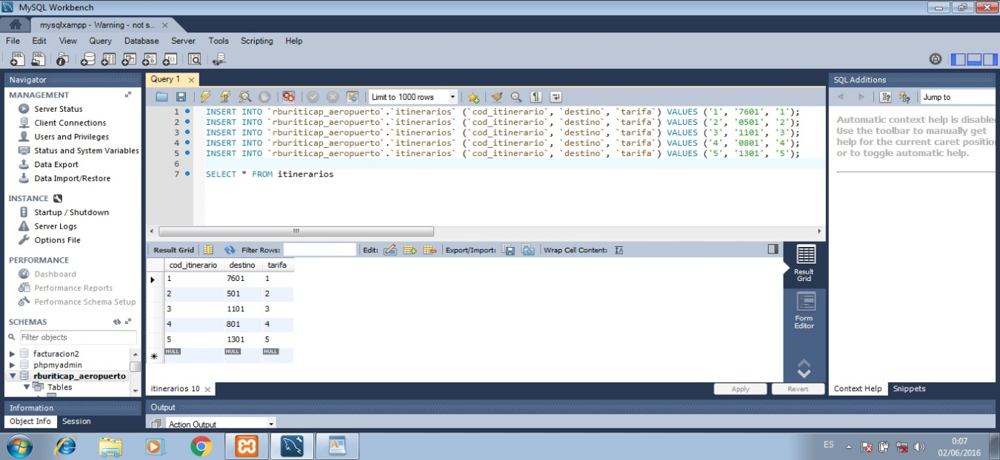 MySQL Workbench
mysqlxampp - Warning - not s...
File Edit View Query Database Server Tools Scripting Help
Navigator
MANAGEMENT
Server Status
Client Connections
Users and Privileges
Status and System Variables
Data Export
Data Import/Restore
INSTANCE
Startup / Shutdown
Server Logs
Options File
PERFORMANCE
Dashboard
Performance Reports
Performance Schema Setup
SCHEMAS
Filter objects
facturacion2
phpmyadmin
rburiticap_aeropuerto
Tables
Information
Object Info Session
Query 1
Limit to 1000 rows
1 INSERT INTO `rburiticap_aeropuerto`.`itinerarios` (`cod_itinerario`, `destino`, `tarifa`) VALUES ('1', '7601', '1');
2 INSERT INTO `rburiticap_aeropuerto`.`itinerarios` (`cod_itinerario`, `destino`, `tarifa`) VALUES ('2', '0501', '2');
3 INSERT INTO `rburiticap_aeropuerto`.`itinerarios` (`cod_itinerario`, `destino`, `tarifa`) VALUES ('3', '1101', '3');
4 INSERT INTO `rburiticap_aeropuerto`.`itinerarios` (`cod_itinerario`, `destino`, `tarifa`) VALUES ('4', '0801', '4');
5 INSERT INTO `rburiticap_aeropuerto`.`itinerarios` (`cod_itinerario`, `destino`, `tarifa`) VALUES ('5', '1301', '5');
6
7 SELECT * FROM itinerarios
Result Grid Filter Rows: Edit: Export/Import: Wrap Cell Content:
cod_itinerario destino tarifa
1 7601 1
2 501 2
3 1101 3
4 801 4
5 1301 5
NULL NULL NULL
Result
Grid
Form
Editor
itinerarios 10
Apply Revert
Output
Action Output
SQL Additions
Jump to
Automatic context help is disable
Use the toolbar to manually get
help for the current caret positio
or to toggle automatic help.
Context Help Snippets
ES
0:07
02/06/2016